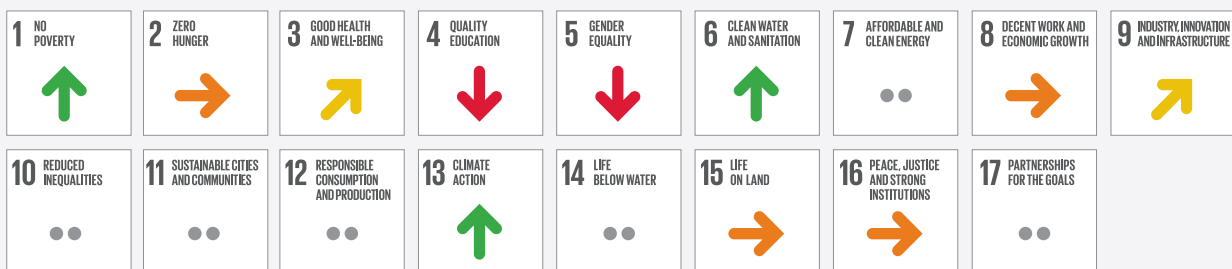 1 NO
POVERTY
2 ZERO
HUNGER
3 GOOD HEALTH
AND WELL-BEING
4 QUALITY
EDUCATION
5 GENDER
EQUALITY
6 CLEAN WATER
AND SANITATION
7 AFFORDABLE AND
CLEAN ENERGY
8 DECENT WORK AND
ECONOMIC GROWTH
9 INDUSTRY, INNOVATION
AND INFRASTRUCTURE
10 REDUCED
INEQUALITIES
11 SUSTAINABLE CITIES
AND COMMUNITIES
12 RESPONSIBLE
CONSUMPTION
AND PRODUCTION
13 CLIMATE
ACTION
14 LIFE
BELOW WATER
15 LIFE
ON LAND
16 PEACE, JUSTICE
AND STRONG
INSTITUTIONS
17 PARTNERSHIPS
FOR THE GOALS